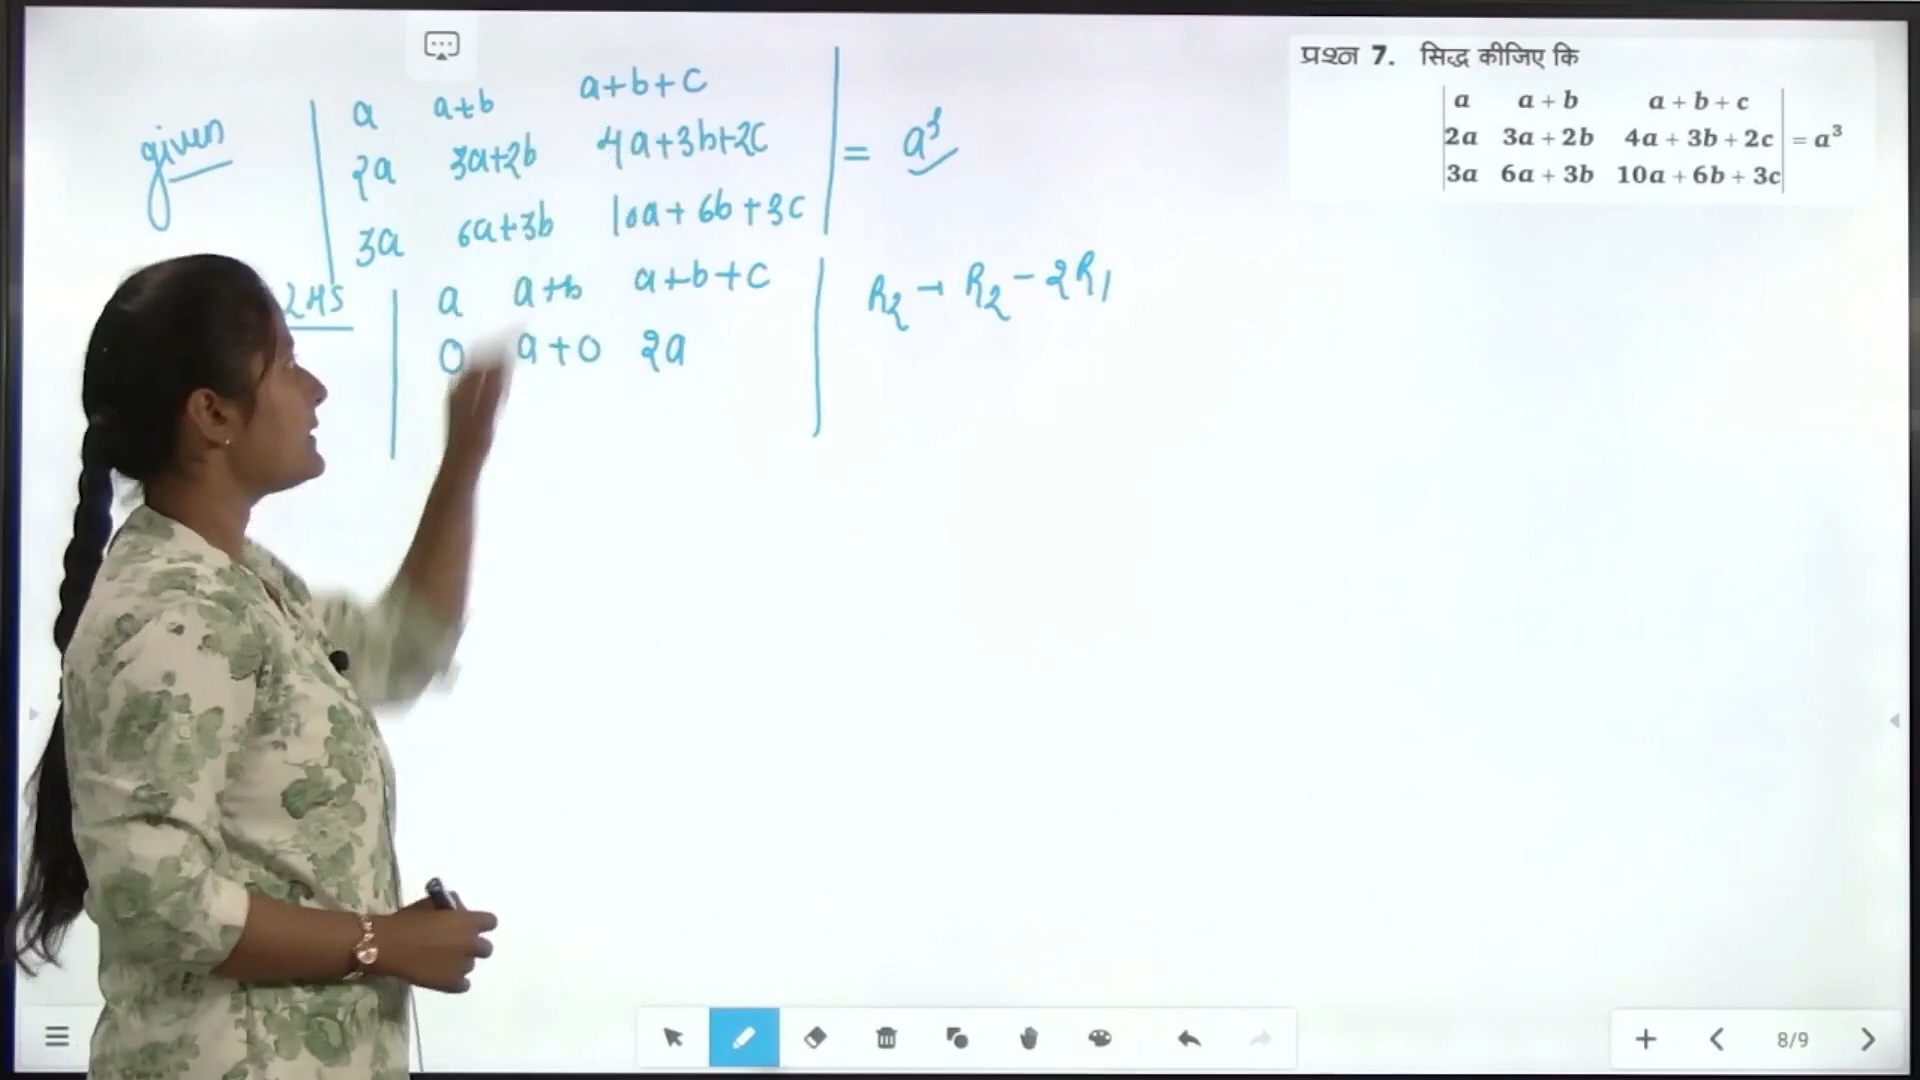 given
a a+b a+b+c
2a 3a+2b 4a+3b+2c = a³
3a 6a+3b 10a+6b+3c
LHS a a+b a+b+c R₂ → R₂ - 2R₁
0 a+0 2a
प्रश्न 7. सिद्ध कीजिए कि
a a + b a + b + c
2a 3a + 2b 4a + 3b + 2c = a³
3a 6a + 3b 10a + 6b + 3c
8/9